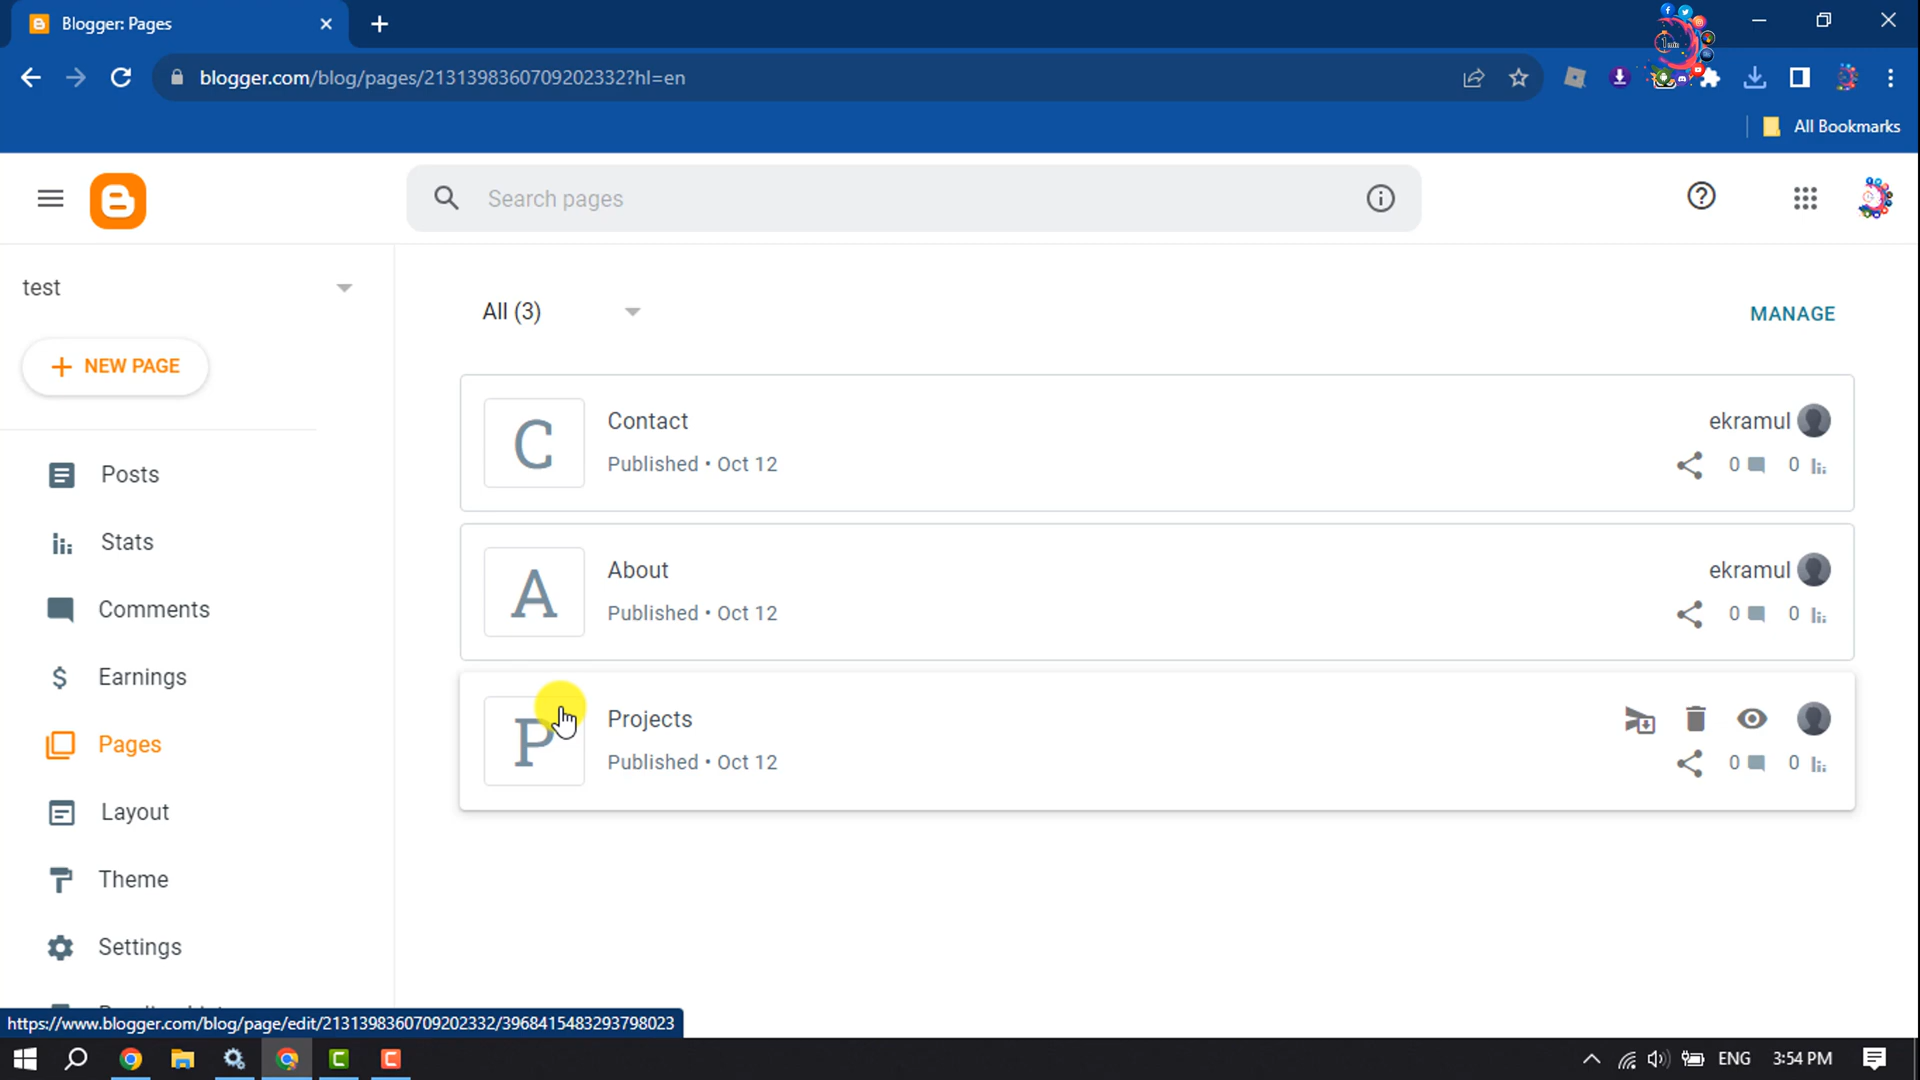 Blogger: Pages
blogger.com/blog/pages/2131398360709202332?hl=en
All Bookmarks
Search pages
test
All (3)
MANAGE
NEW PAGE
C
Contact
ekramul
Published • Oct 12
0 0
Posts
Stats
A
About
ekramul
Published • Oct 12
0 0
Comments
Earnings
P
Projects
Published • Oct 12
0 0
Pages
Layout
Theme
Settings
https://www.blogger.com/blog/page/edit/2131398360709202332/3968415483293798023
ENG 3:54 PM